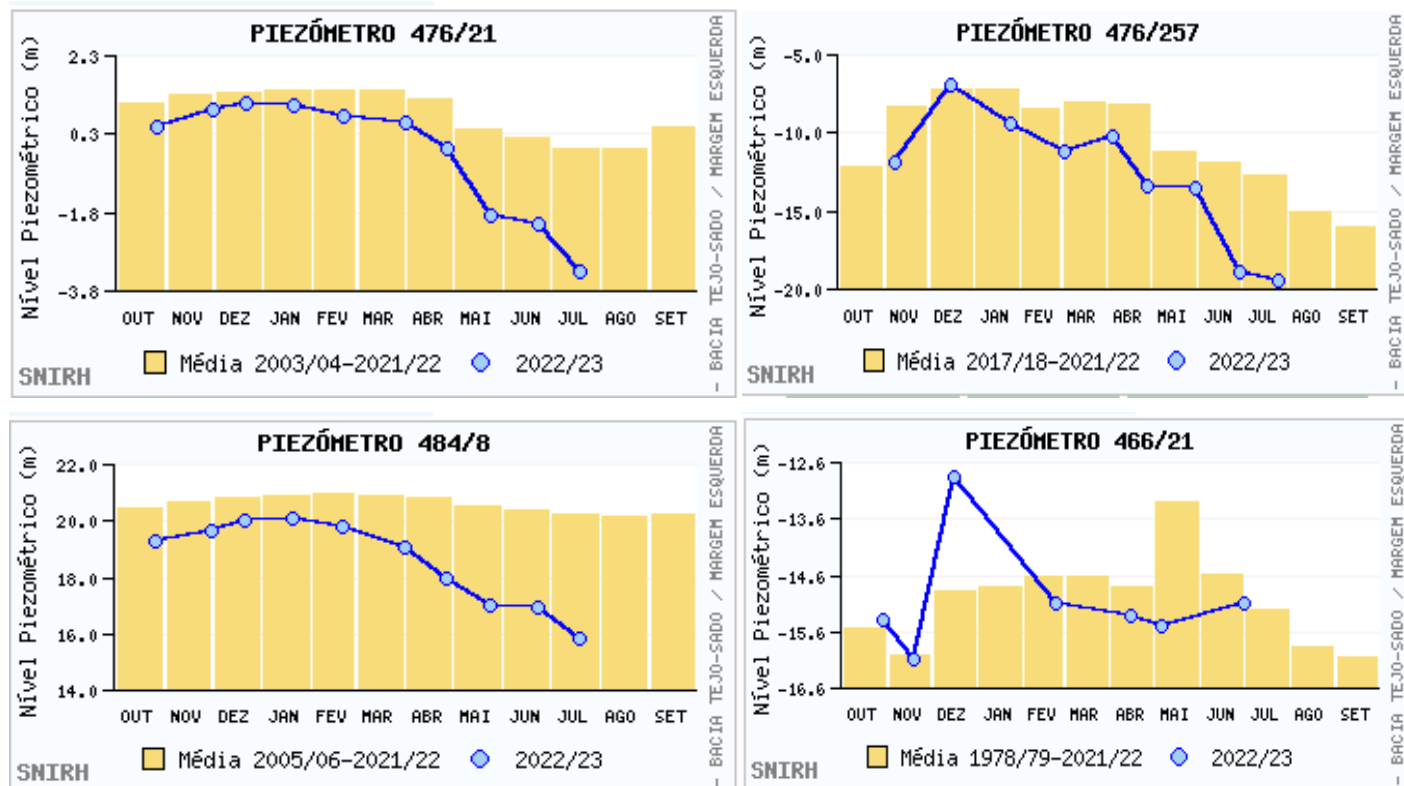 PIEZÓMETRO 476/21
Nível Piezométrico (m)
2.3
0.3
-1.8
-3.8
OUT NOV DEZ JAN FEV MAR ABR MAI JUN JUL AGO SET
Média 2003/04-2021/22 2022/23
SNIRH
- BACIA TEJO-SADO / MARGEM ESQUERDA
PIEZÓMETRO 476/257
Nível Piezométrico (m)
-5.0
-10.0
-15.0
-20.0
OUT NOV DEZ JAN FEV MAR ABR MAI JUN JUL AGO SET
Média 2017/18-2021/22 2022/23
SNIRH
- BACIA TEJO-SADO / MARGEM ESQUERDA
PIEZÓMETRO 484/8
Nível Piezométrico (m)
22.0
20.0
18.0
16.0
14.0
OUT NOV DEZ JAN FEV MAR ABR MAI JUN JUL AGO SET
Média 2005/06-2021/22 2022/23
SNIRH
- BACIA TEJO-SADO / MARGEM ESQUERDA
PIEZÓMETRO 466/21
Nível Piezométrico (m)
-12.6
-13.6
-14.6
-15.6
-16.6
OUT NOV DEZ JAN FEV MAR ABR MAI JUN JUL AGO SET
Média 1978/79-2021/22 2022/23
SNIRH
- BACIA TEJO-SADO / MARGEM ESQUERDA